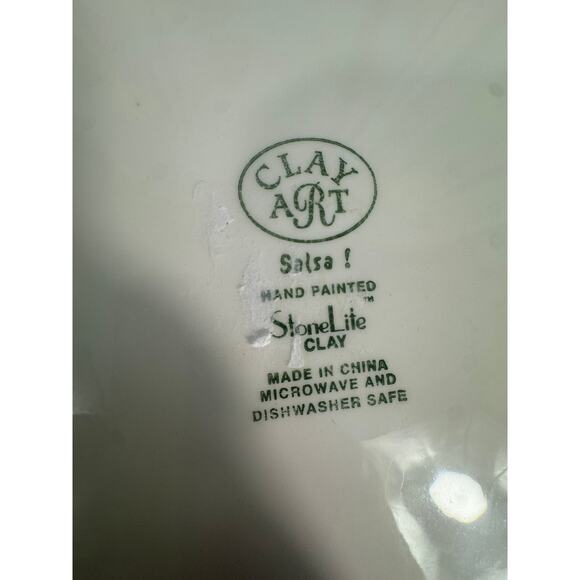 CLAY
ART
Salsa !
HAND PAINTED
StoneLite™
CLAY
MADE IN CHINA
MICROWAVE AND
DISHWASHER SAFE